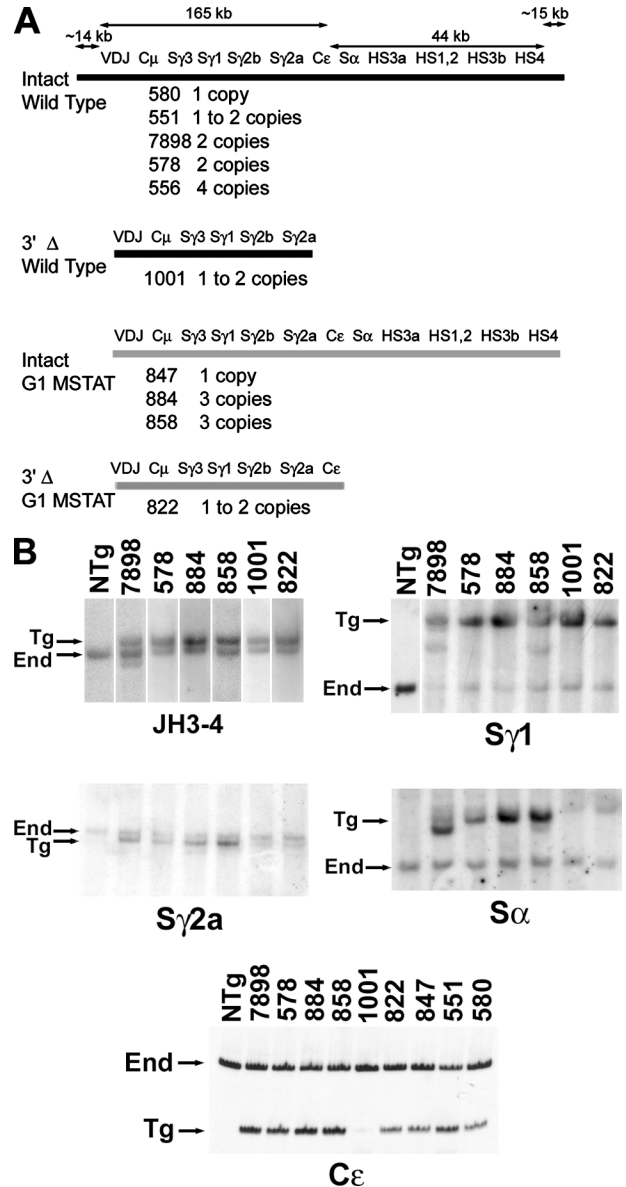 A
165 kb
~15 kb
~14 kb
44 kb
VDJ Cμ Sγ3 Sγ1 Sγ2b Sγ2a Cε Sα HS3a HS1,2 HS3b HS4
Intact
Wild Type
580 1 copy
551 1 to 2 copies
7898 2 copies
578 2 copies
556 4 copies
VDJ Cμ Sγ3 Sγ1 Sγ2b Sγ2a
3' Δ
Wild Type
1001 1 to 2 copies
VDJ Cμ Sγ3 Sγ1 Sγ2b Sγ2a Cε Sα HS3a HS1,2 HS3b HS4
Intact
G1 MSTAT
847 1 copy
884 3 copies
858 3 copies
VDJ Cμ Sγ3 Sγ1 Sγ2b Sγ2a Cε
3' Δ
G1 MSTAT
822 1 to 2 copies
B
NTg 7898 578 884 858 1001 822
Tg
End
JH3-4
NTg 7898 578 884 858 1001 822
Tg
End
Sγ1
End
Tg
Sγ2a
Tg
End
Sα
NTg 7898 578 884 858 1001 822 847 551 580
End
Tg
Cε